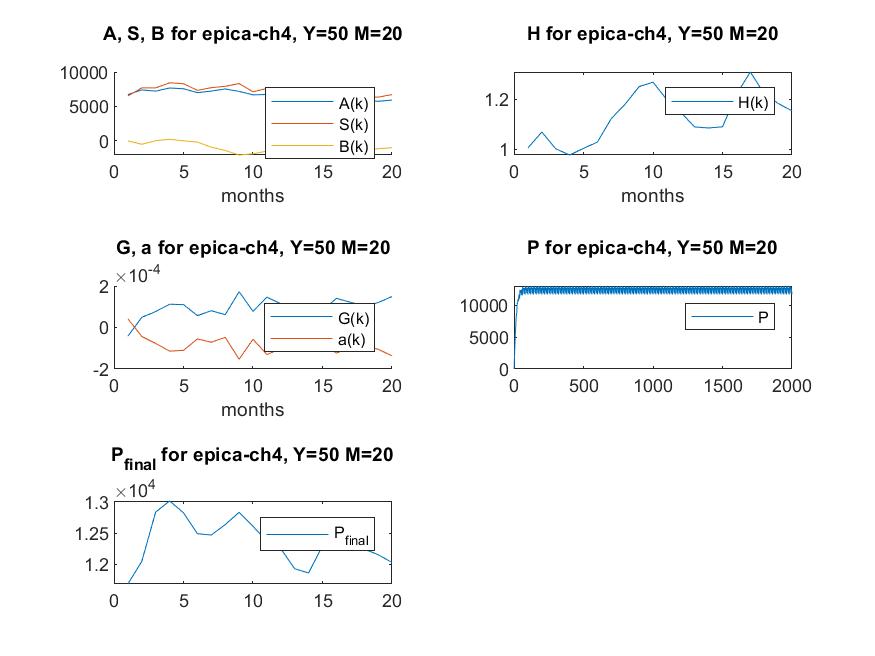 A, S, B for epica-ch4, Y=50 M=20
10000
5000
0
A(k)
S(k)
B(k)
0 5 10 15 20
months
H for epica-ch4, Y=50 M=20
1.2
1
H(k)
0 5 10 15 20
months
G, a for epica-ch4, Y=50 M=20
×10-4
2
0
-2
G(k)
a(k)
0 5 10 15 20
months
P for epica-ch4, Y=50 M=20
10000
5000
0
P
0 500 1000 1500 2000
Pfinal for epica-ch4, Y=50 M=20
×104
1.3
1.25
1.2
Pfinal
0 5 10 15 20